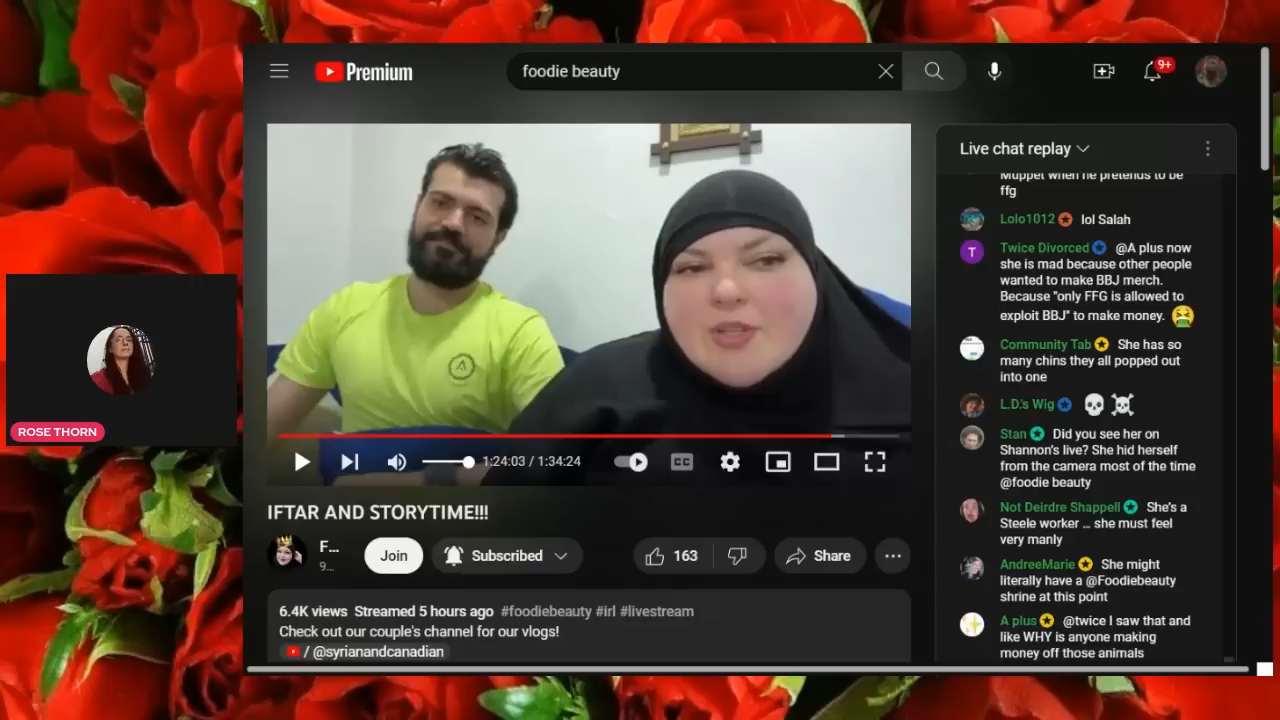 Premium
foodie beauty
9+
Live chat replay
Muppet when he pretends to be
ffg
Lolo1012 lol Salah
T
Twice Divorced @A plus now
she is mad because other people
wanted to make BBJ merch.
Because "only FFG is allowed to
exploit BBJ" to make money.
Community Tab She has so
many chins they all popped out
into one
L.D.'s Wig
Stan Did you see her on
Shannon's live? She hid herself
from the camera most of the time
@foodie beauty
Not Deirdre Shappell She's a
Steele worker ... she must feel
very manly
AndreeMarie She might
literally have a @Foodiebeauty
shrine at this point
A plus @twice I saw that and
like WHY is anyone making
money off those animals
ROSE THORN
1:24:03 / 1:34:24
CC
IFTAR AND STORYTIME!!!
F...
9...
Join
Subscribed
163
Share
6.4K views Streamed 5 hours ago #foodiebeauty #irl #livestream
Check out our couple's channel for our vlogs!
/ @syrianandcanadian